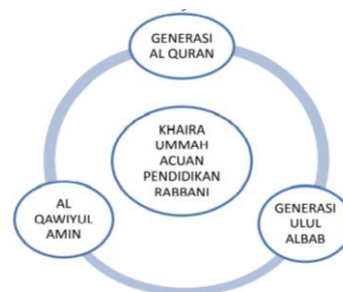 GENERASI
AL QURAN
KHAIRA
UMMAH
ACUAN
PENDIDIKAN
RABBANI
AL
QAWIYUL
AMIN
GENERASI
ULUL
ALBAB